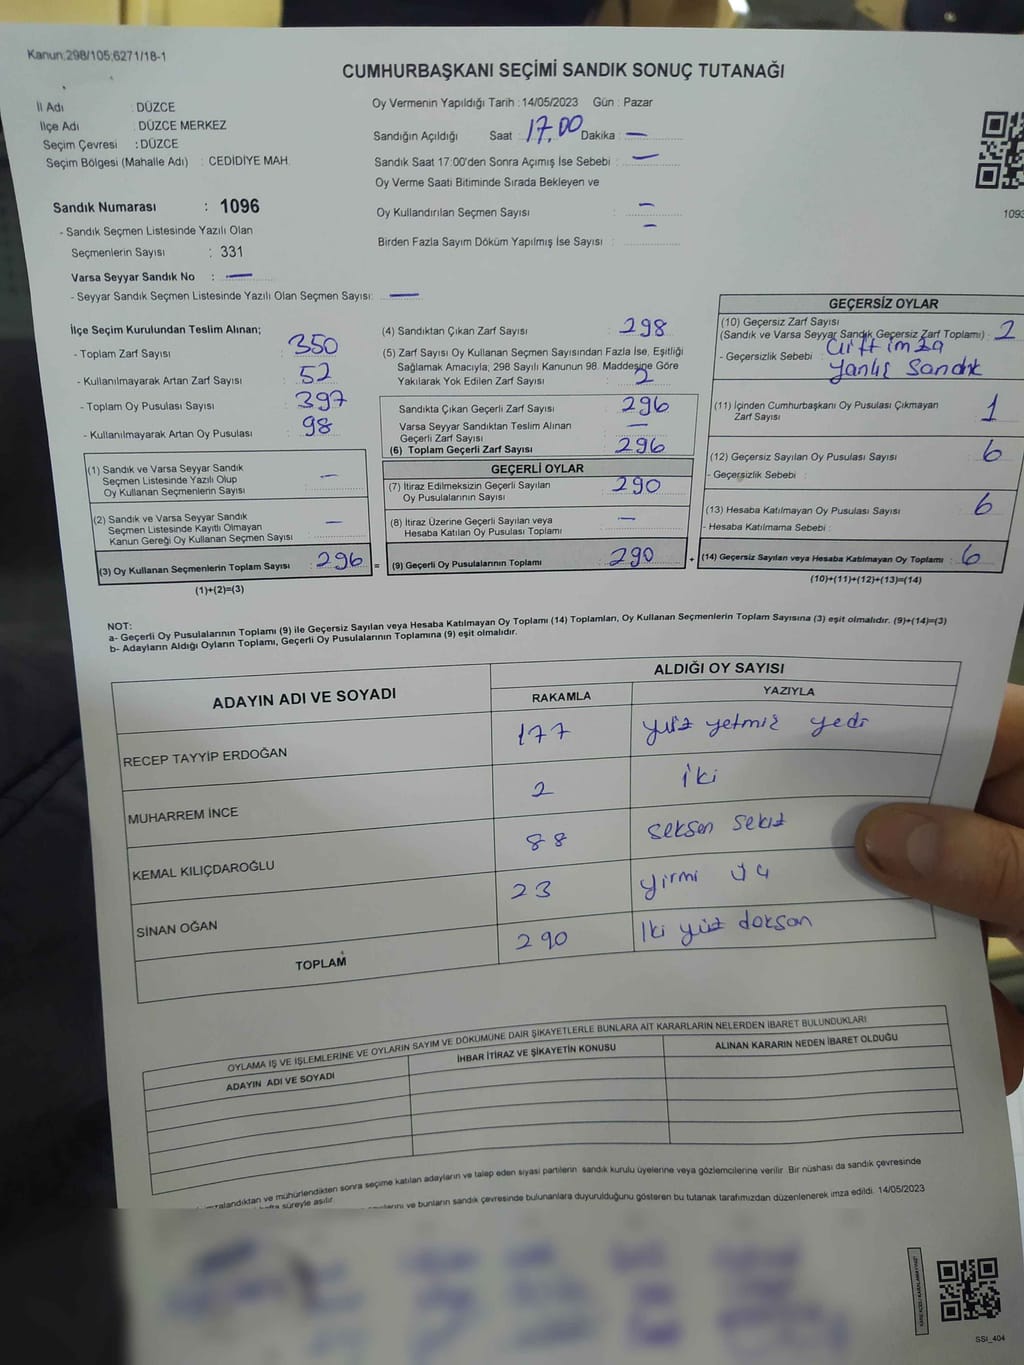 Kanun:298/105;6271/18-1
CUMHURBAŞKANI SEÇİMİ SANDIK SONUÇ TUTANAĞI
İl Adı : DÜZCE
İlçe Adı : DÜZCE MERKEZ
Seçim Çevresi : DÜZCE
Seçim Bölgesi (Mahalle Adı) : CEDİDİYE MAH.
Sandık Numarası : 1096
- Sandık Seçmen Listesinde Yazılı Olan
Seçmenlerin Sayısı : 331
Varsa Seyyar Sandık No : —
- Seyyar Sandık Seçmen Listesinde Yazılı Olan Seçmen Sayısı: —
Oy Vermenin Yapıldığı Tarih : 14/05/2023 Gün : Pazar
Sandığın Açıldığı Saat 17.00 Dakika : —
Sandık Saat 17:00'den Sonra Açımış İse Sebebi : —
Oy Verme Saati Bitiminde Sırada Bekleyen ve
Oy Kullandırılan Seçmen Sayısı : —
Birden Fazla Sayım Döküm Yapılmış İse Sayısı : —
1093
İlçe Seçim Kurulundan Teslim Alınan;
- Toplam Zarf Sayısı : 350
- Kullanılmayarak Artan Zarf Sayısı : 52
- Toplam Oy Pusulası Sayısı : 397
- Kullanılmayarak Artan Oy Pusulası : 98
(1) Sandık ve Varsa Seyyar Sandık
Seçmen Listesinde Yazılı Olup
Oy Kullanan Seçmenlerin Sayısı : —
(2) Sandık ve Varsa Seyyar Sandık
Seçmen Listesinde Kayıtlı Olmayan
Kanun Gereği Oy Kullanan Seçmen Sayısı : —
(3) Oy Kullanan Seçmenlerin Toplam Sayısı : 296 =
(1)+(2)=(3)
(4) Sandıktan Çıkan Zarf Sayısı : 298
(5) Zarf Sayısı Oy Kullanan Seçmen Sayısından Fazla İse, Eşitliği
Sağlamak Amacıyla; 298 Sayılı Kanunun 98. Maddesine Göre
Yakılarak Yok Edilen Zarf Sayısı : 2
Sandıkta Çıkan Geçerli Zarf Sayısı : 296
Varsa Seyyar Sandıktan Teslim Alınan
Geçerli Zarf Sayısı : —
(6) Toplam Geçerli Zarf Sayısı : 296
GEÇERLİ OYLAR
(7) İtiraz Edilmeksizin Geçerli Sayılan
Oy Pusulalarının Sayısı : 290
(8) İtiraz Üzerine Geçerli Sayılan veya
Hesaba Katılan Oy Pusulası Toplamı : —
(9) Geçerli Oy Pusulalarının Toplamı : 290 +
GEÇERSİZ OYLAR
(10) Geçersiz Zarf Sayısı
(Sandık ve Varsa Seyyar Sandık Geçersiz Zarf Toplamı) : 2
- Geçersizlik Sebebi : Çift imza
Yanlış Sandık
(11) İçinden Cumhurbaşkanı Oy Pusulası Çıkmayan
Zarf Sayısı : 1
(12) Geçersiz Sayılan Oy Pusulası Sayısı : 6
- Geçersizlik Sebebi :
(13) Hesaba Katılmayan Oy Pusulası Sayısı : 6
- Hesaba Katılmama Sebebi :
(14) Geçersiz Sayılan veya Hesaba Katılmayan Oy Toplamı : 6
(10)+(11)+(12)+(13)=(14)
NOT:
a- Geçerli Oy Pusulalarının Toplamı (9) ile Geçersiz Sayılan veya Hesaba Katılmayan Oy Toplamı (14) Toplamları, Oy Kullanan Seçmenlerin Toplam Sayısına (3) eşit olmalıdır. (9)+(14)=(3)
b- Adayların Aldığı Oyların Toplamı, Geçerli Oy Pusulalarının Toplamına (9) eşit olmalıdır.
ADAYIN ADI VE SOYADI
ALDIĞI OY SAYISI
RAKAMLA YAZIYLA
RECEP TAYYİP ERDOĞAN 177 yüz yetmiş yedi
MUHARREM İNCE 2 iki
KEMAL KILIÇDAROĞLU 88 seksen sekiz
SİNAN OĞAN 23 yirmi üç
TOPLAM 290 İki yüz doksan
OYLAMA İŞ VE İŞLEMLERİNE VE OYLARIN SAYIM VE DÖKÜMÜNE DAİR ŞİKAYETLERLE BUNLARA AİT KARARLARIN NELERDEN İBARET BULUNDUKLARI
ADAYIN ADI VE SOYADI İHBAR İTİRAZ VE ŞİKAYETİN KONUSU ALINAN KARARIN NEDEN İBARET OLDUĞU
mzalandıktan ve mühürlendikten sonra seçime katılan adayların ve talep eden siyasi partilerin sandık kurulu üyelerine veya gözlemcilerine verilir. Bir nüshası da sandık çevresinde
hafta süreyle asılır.
ve bunların sandık çevresinde bulunanlara duyurulduğunu gösteren bu tutanak tarafımızdan düzenlenerek imza edildi. 14/05/2023
SSI_404